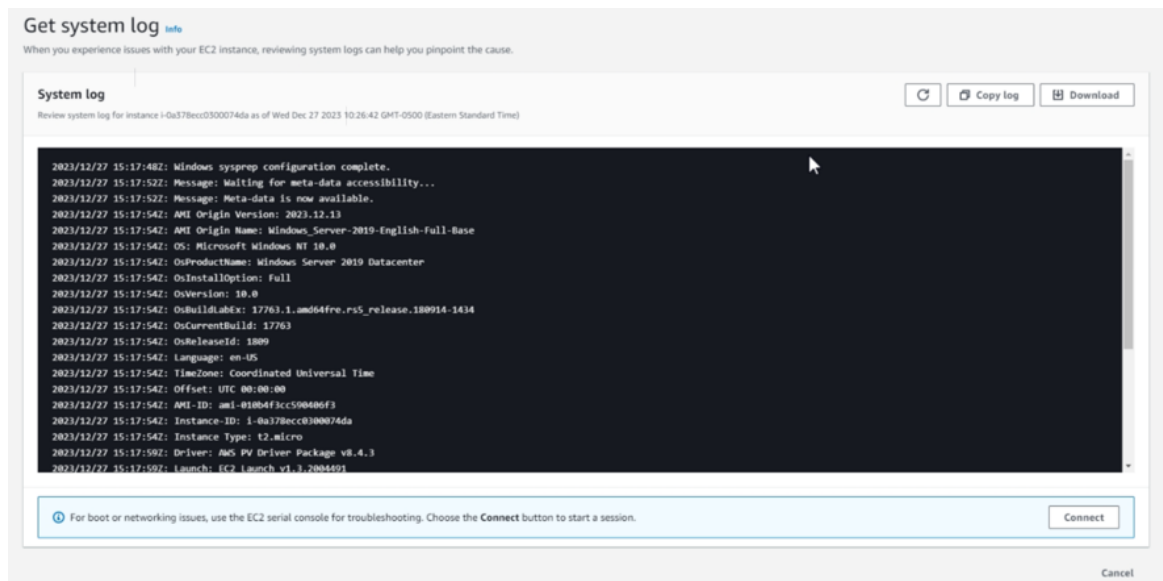 Get system log Info
When you experience issues with your EC2 instance, reviewing system logs can help you pinpoint the cause.
System log
Copy log
Download
Review system log for instance i-0a378ecc0300074da as of Wed Dec 27 2023 10:26:42 GMT-0500 (Eastern Standard Time)
2023/12/27 15:17:48Z: Windows sysprep configuration complete.
2023/12/27 15:17:52Z: Message: Waiting for meta-data accessibility...
2023/12/27 15:17:52Z: Message: Meta-data is now available.
2023/12/27 15:17:54Z: AMI Origin Version: 2023.12.13
2023/12/27 15:17:54Z: AMI Origin Name: Windows_Server-2019-English-Full-Base
2023/12/27 15:17:54Z: OS: Microsoft Windows NT 10.0
2023/12/27 15:17:54Z: OsProductName: Windows Server 2019 Datacenter
2023/12/27 15:17:54Z: OsInstallOption: Full
2023/12/27 15:17:54Z: OsVersion: 10.0
2023/12/27 15:17:54Z: OsBuildLabEx: 17763.1.amd64fre.rs5_release.180914-1434
2023/12/27 15:17:54Z: OsCurrentBuild: 17763
2023/12/27 15:17:54Z: OsReleaseId: 1809
2023/12/27 15:17:54Z: Language: en-US
2023/12/27 15:17:54Z: TimeZone: Coordinated Universal Time
2023/12/27 15:17:54Z: Offset: UTC 00:00:00
2023/12/27 15:17:54Z: AMI-ID: ami-010b4f3cc590406f3
2023/12/27 15:17:54Z: Instance-ID: i-0a378ecc0300074da
2023/12/27 15:17:54Z: Instance Type: t2.micro
2023/12/27 15:17:59Z: Driver: AWS PV Driver Package v8.4.3
2023/12/27 15:17:59Z: Launch: EC2 Launch v1.3.2004491
For boot or networking issues, use the EC2 serial console for troubleshooting. Choose the Connect button to start a session.
Connect
Cancel